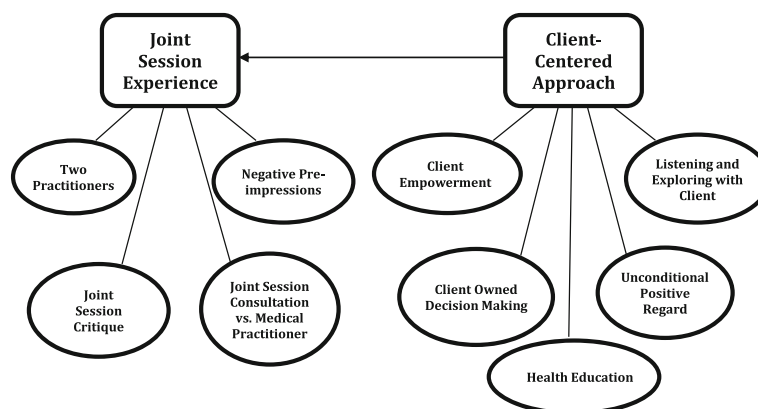 Joint
Session
Experience
Client-
Centered
Approach
Two
Practitioners
Negative Pre-
impressions
Client
Empowerment
Listening and
Exploring with
Client
Joint
Session
Critique
Joint Session
Consultation
vs. Medical
Practitioner
Client Owned
Decision Making
Unconditional
Positive
Regard
Health Education